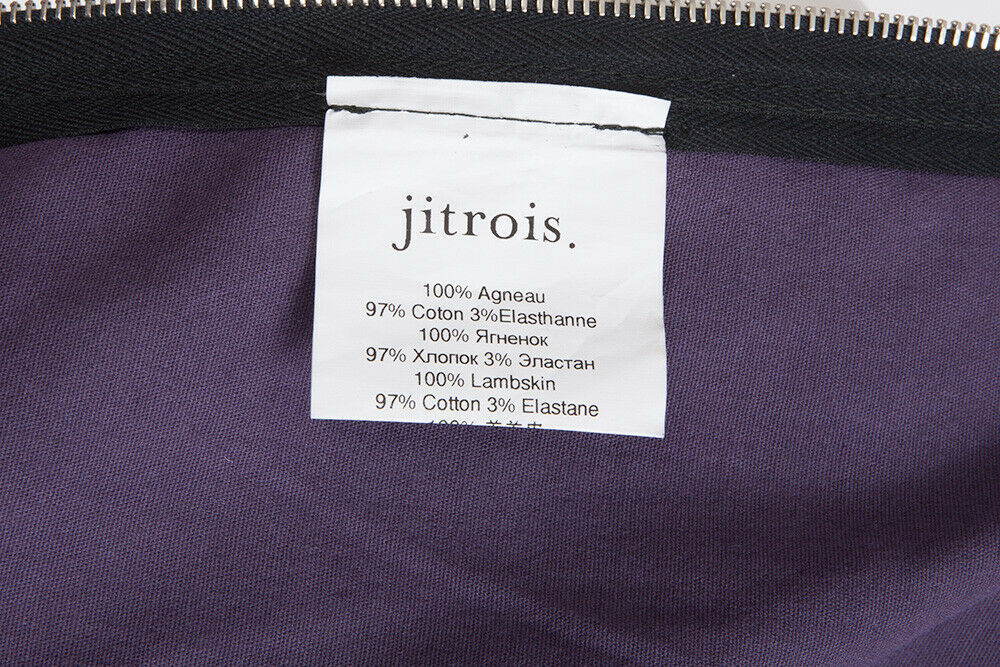 jitrois.
100% Agneau
97% Coton 3%Elasthanne
100% Ягненок
97% Хлопок 3% Эластан
100% Lambskin
97% Cotton 3% Elastane
100%